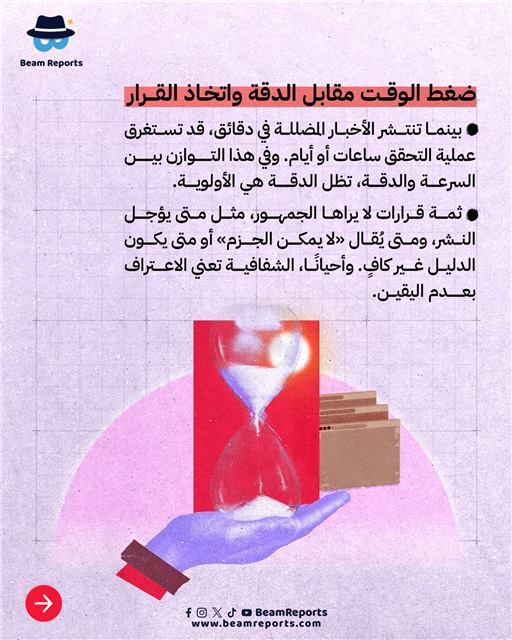 Beam Reports
ضغط الوقت مقابل الدقة واتخاذ القرار
● بينما تنتشر الأخبار المضللة في دقائق، قد تستغرق
عملية التحقق ساعات أو أيام. وفي هذا التوازن بين
السرعة والدقة، تظل الدقة هي الأولوية.
● ثمة قرارات لا يراها الجمهور، مثل متى يؤجل
النشر، ومتى يُقال «لا يمكن الجزم» أو متى يكون
الدليل غير كافٍ. وأحيانًا، الشفافية تعني الاعتراف
بعدم اليقين.
BeamReports
www.beamreports.com